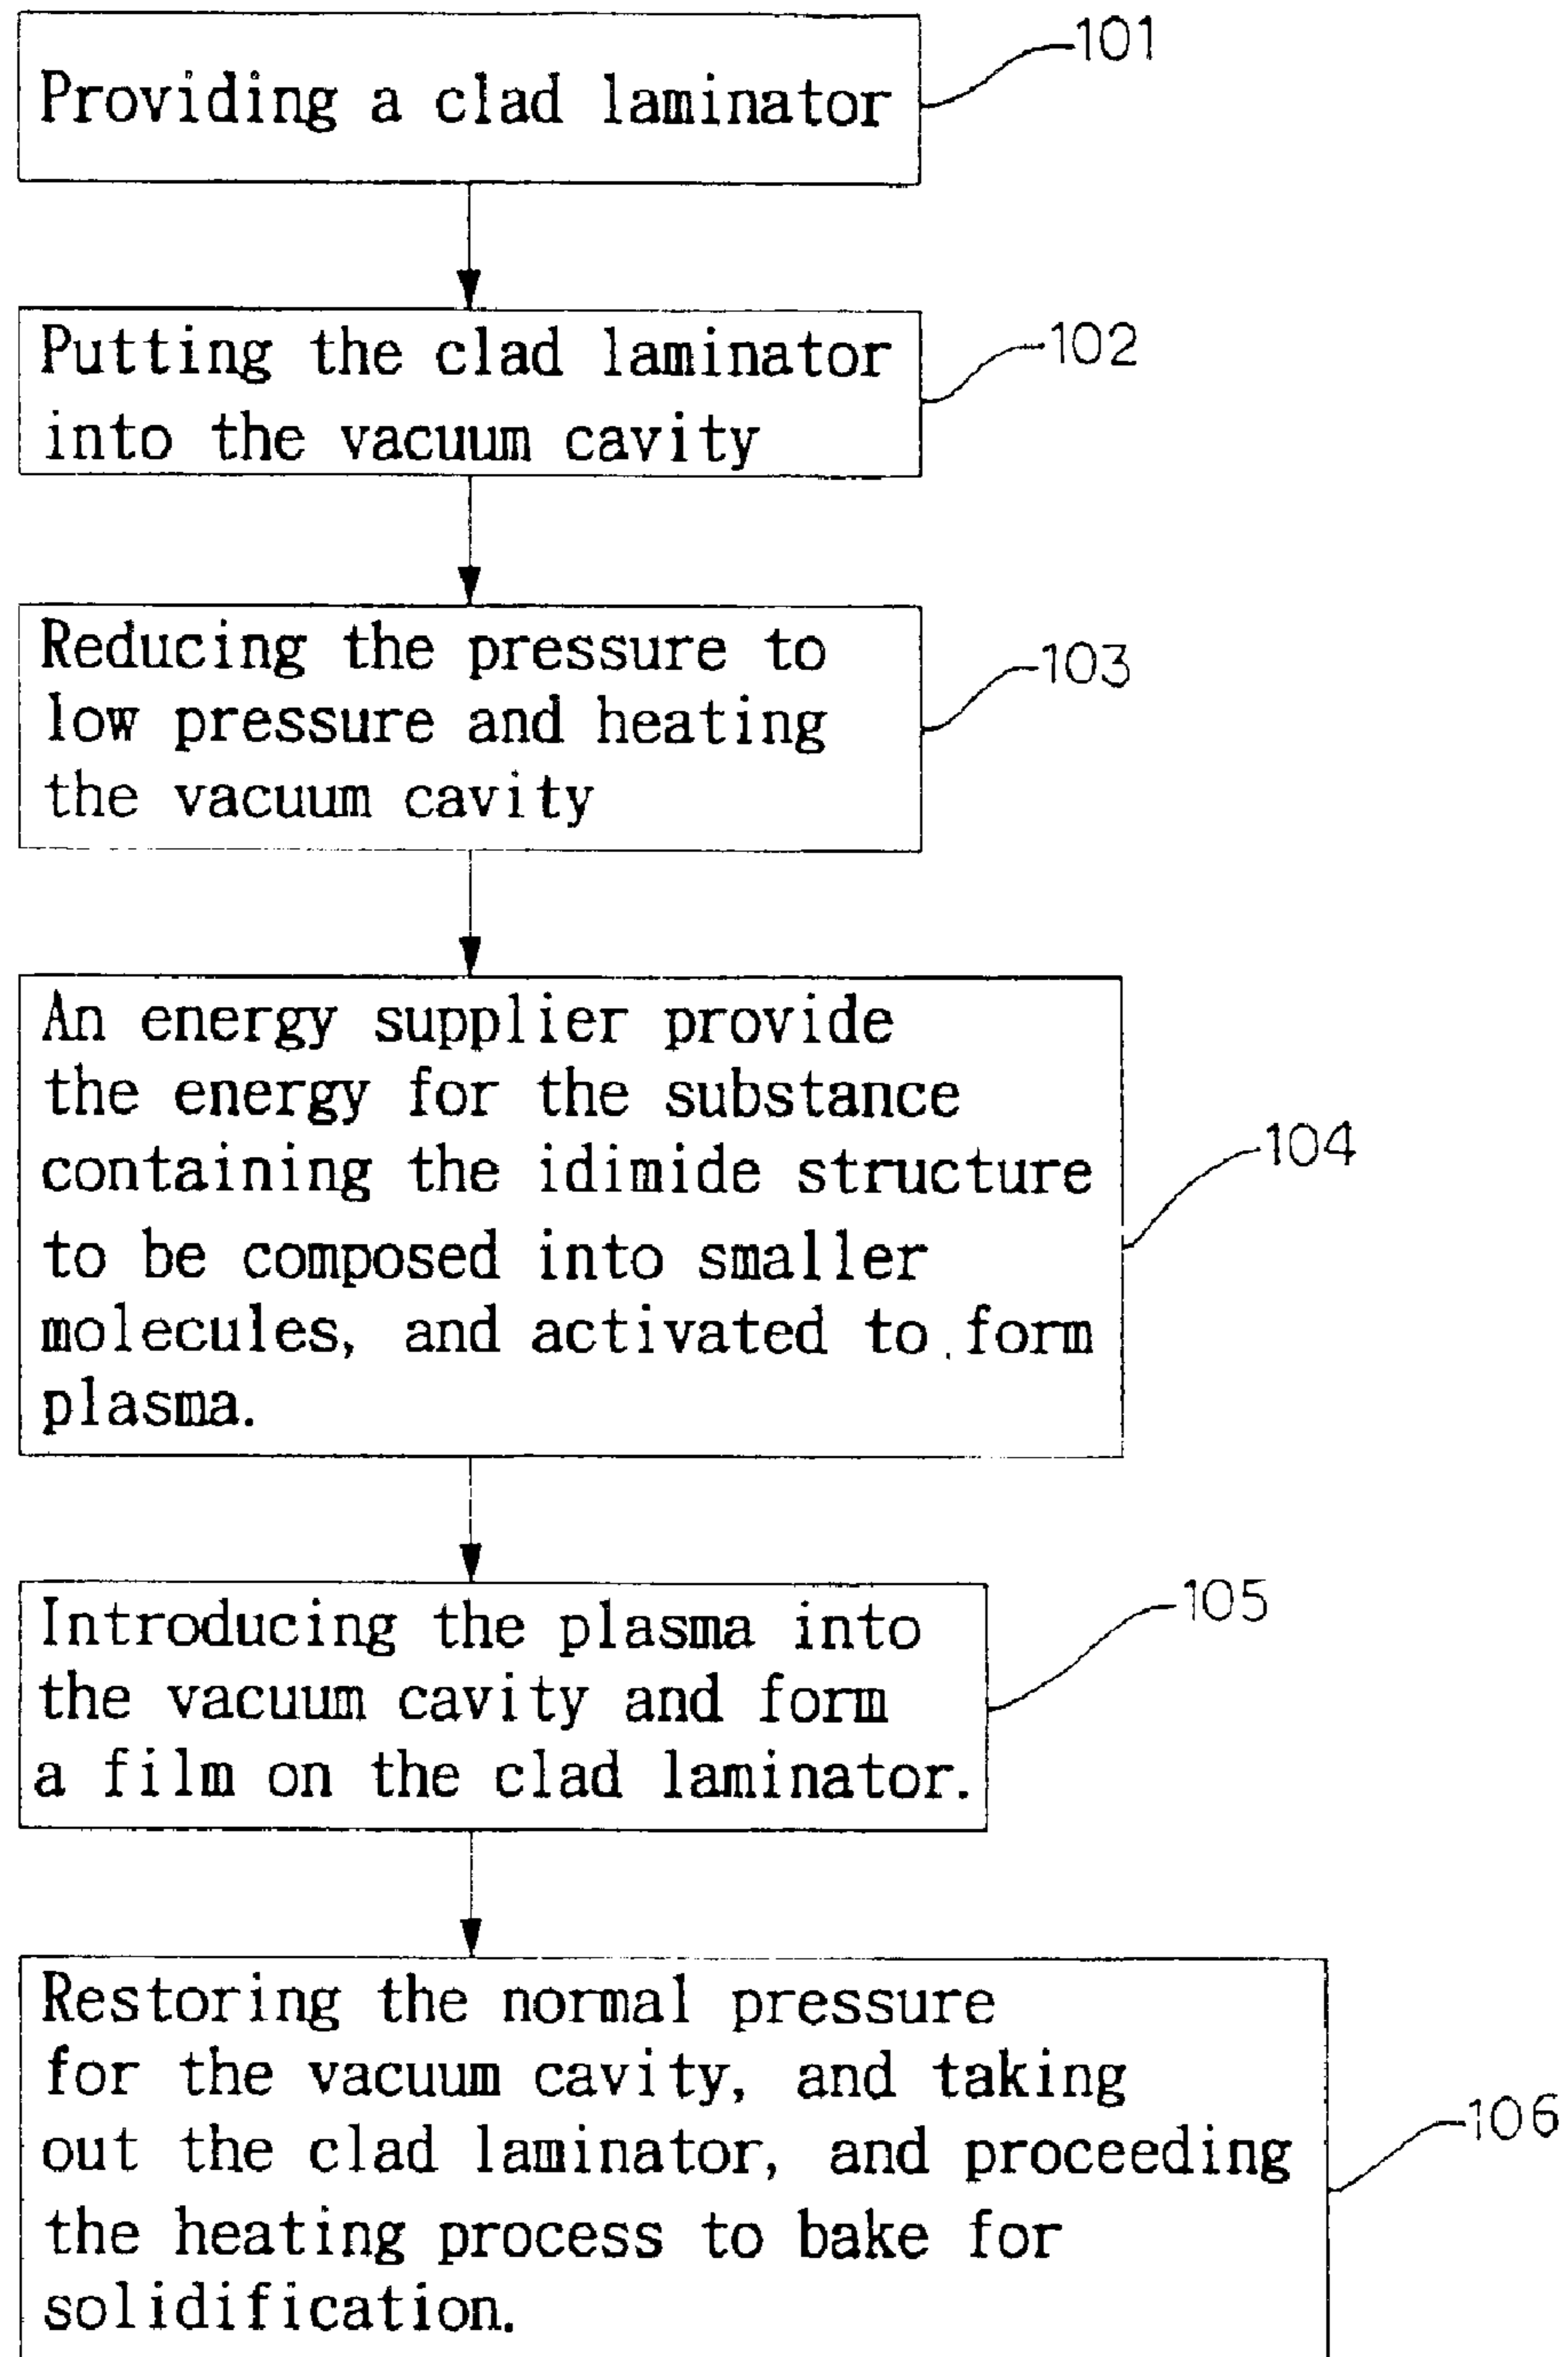 Providing a clad laminator
101
Putting the clad laminator
into the vacuum cavity
102
Reducing the pressure to
low pressure and heating
the vacuum cavity
103
An energy supplier provide
the energy for the substance
containing the idimide structure
to be composed into smaller
molecules, and activated to form
plasma.
104
Introducing the plasma into
the vacuum cavity and form
a film on the clad laminator.
105
Restoring the normal pressure
for the vacuum cavity, and taking
out the clad laminator, and proceeding
the heating process to bake for
solidification.
106